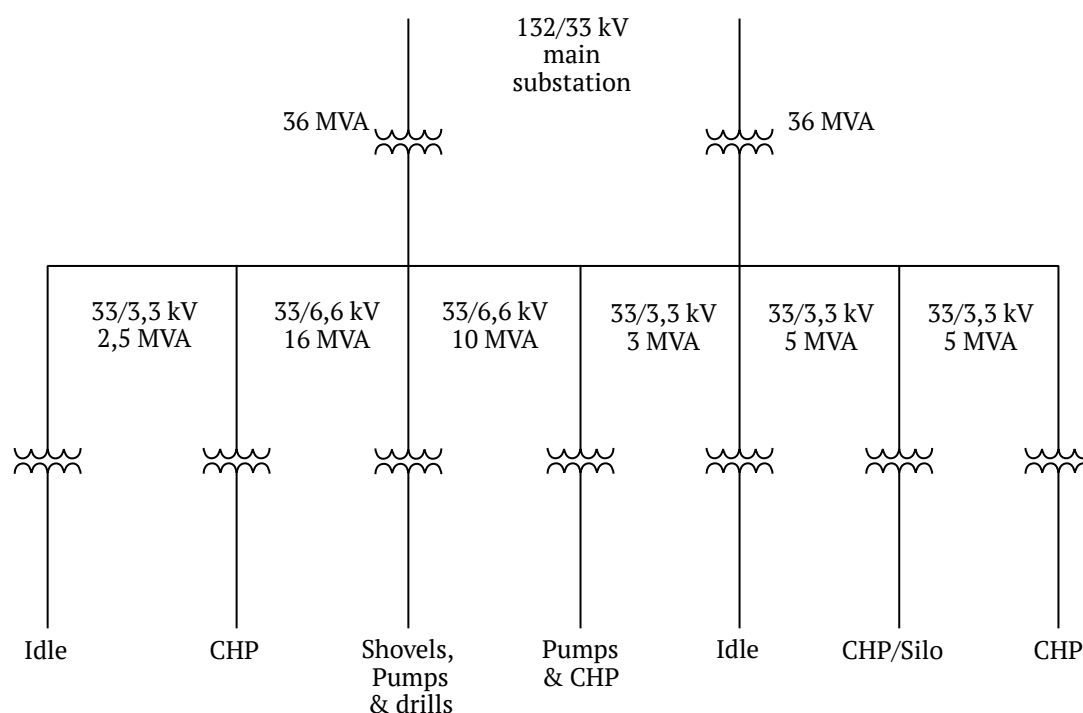 132/33 kV
main
substation
36 MVA
36 MVA
33/3,3 kV
2,5 MVA
33/6,6 kV
16 MVA
33/6,6 kV
10 MVA
33/3,3 kV
3 MVA
33/3,3 kV
5 MVA
33/3,3 kV
5 MVA
Idle
CHP
Shovels,
Pumps
& drills
Pumps
& CHP
Idle
CHP/Silo
CHP